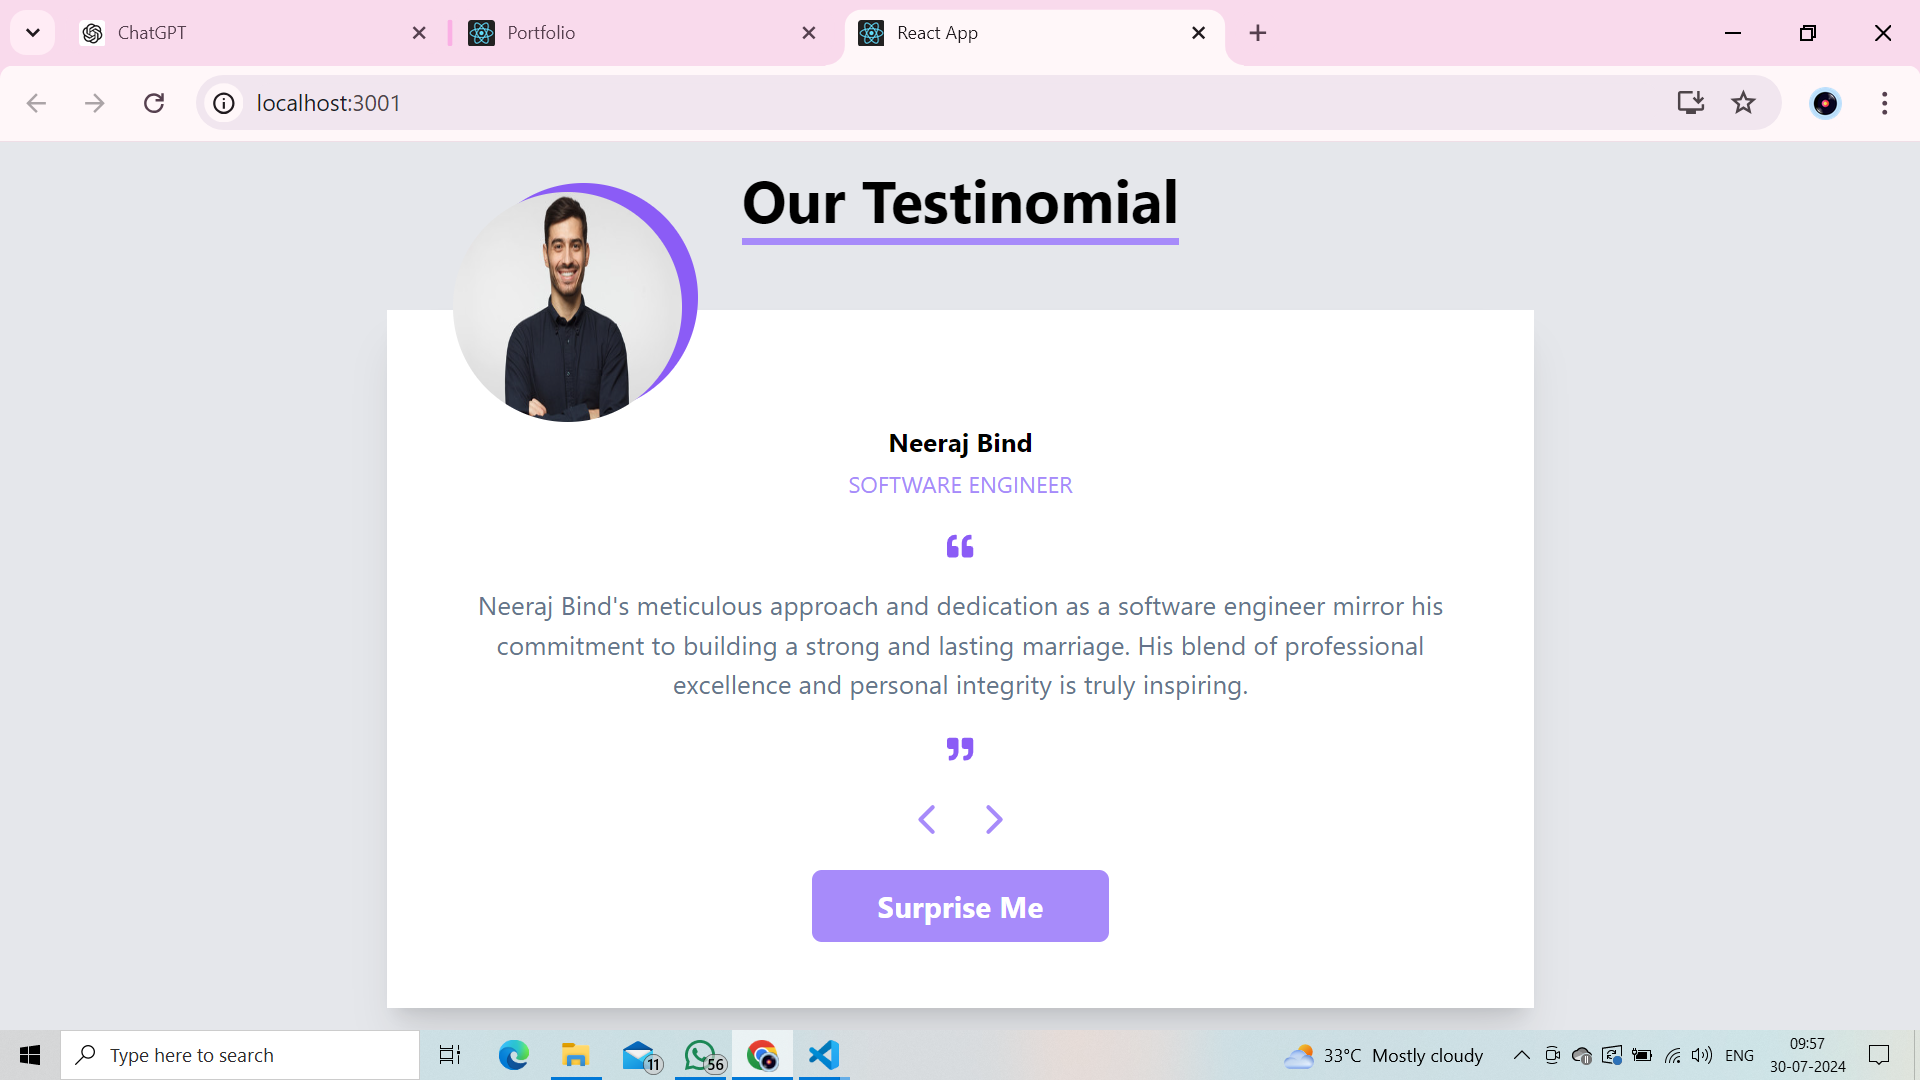 ChatGPT
Portfolio
React App
localhost:3001
Our Testinomial
Neeraj Bind
SOFTWARE ENGINEER
“
Neeraj Bind's meticulous approach and dedication as a software engineer mirror his
commitment to building a strong and lasting marriage. His blend of professional
excellence and personal integrity is truly inspiring.
”
Surprise Me
Type here to search
11
56
33°C Mostly cloudy
ENG
09:57
30-07-2024